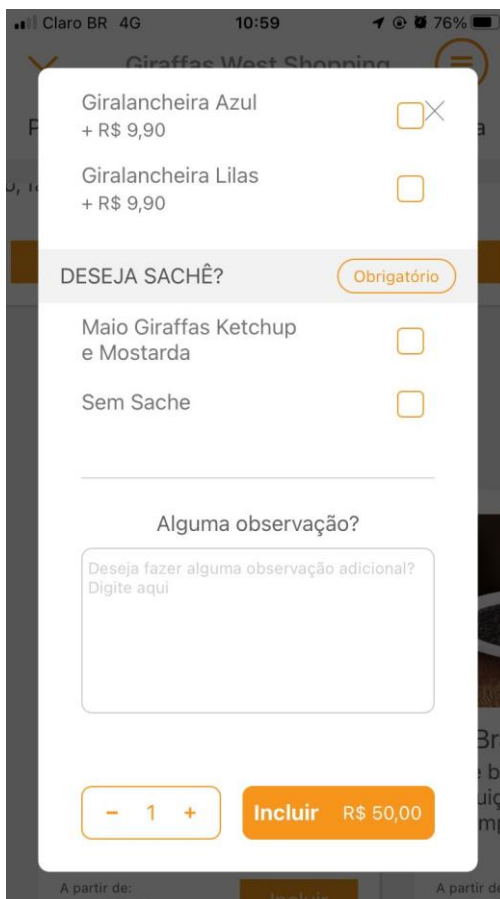 Claro BR 4G 10:59 76%
Giraffas West Shopping
Giralancheira Azul
+ R$ 9,90
Giralancheira Lilas
+ R$ 9,90
DESEJA SACHÊ? Obrigatório
Maio Giraffas Ketchup
e Mostarda
Sem Sache
Alguma observação?
Deseja fazer alguma observação adicional?
Digite aqui
- 1 +
Incluir R$ 50,00
A partir de:
Incluir